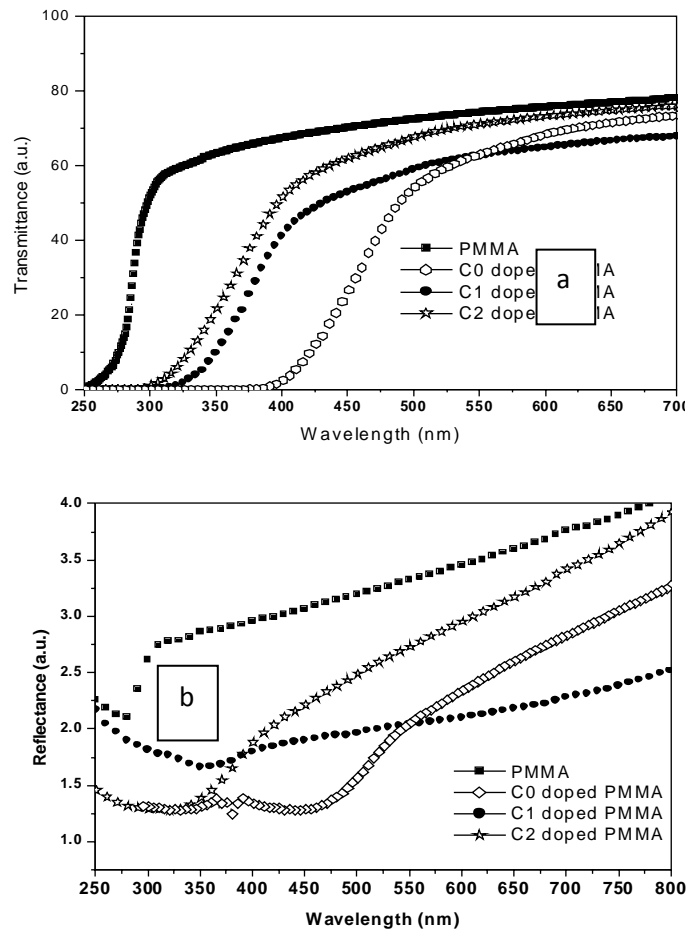 100
80
60
40
20
0
Transmittance (a.u.)
PMMA
C0 dope MA
C1 dope MA
C2 dope MA
a
250 300 350 400 450 500 550 600 650 700
Wavelength (nm)
4.0
3.5
3.0
2.5
2.0
1.5
1.0
Reflectance (a.u.)
b
PMMA
C0 doped PMMA
C1 doped PMMA
C2 doped PMMA
250 300 350 400 450 500 550 600 650 700 750 800
Wavelength (nm)